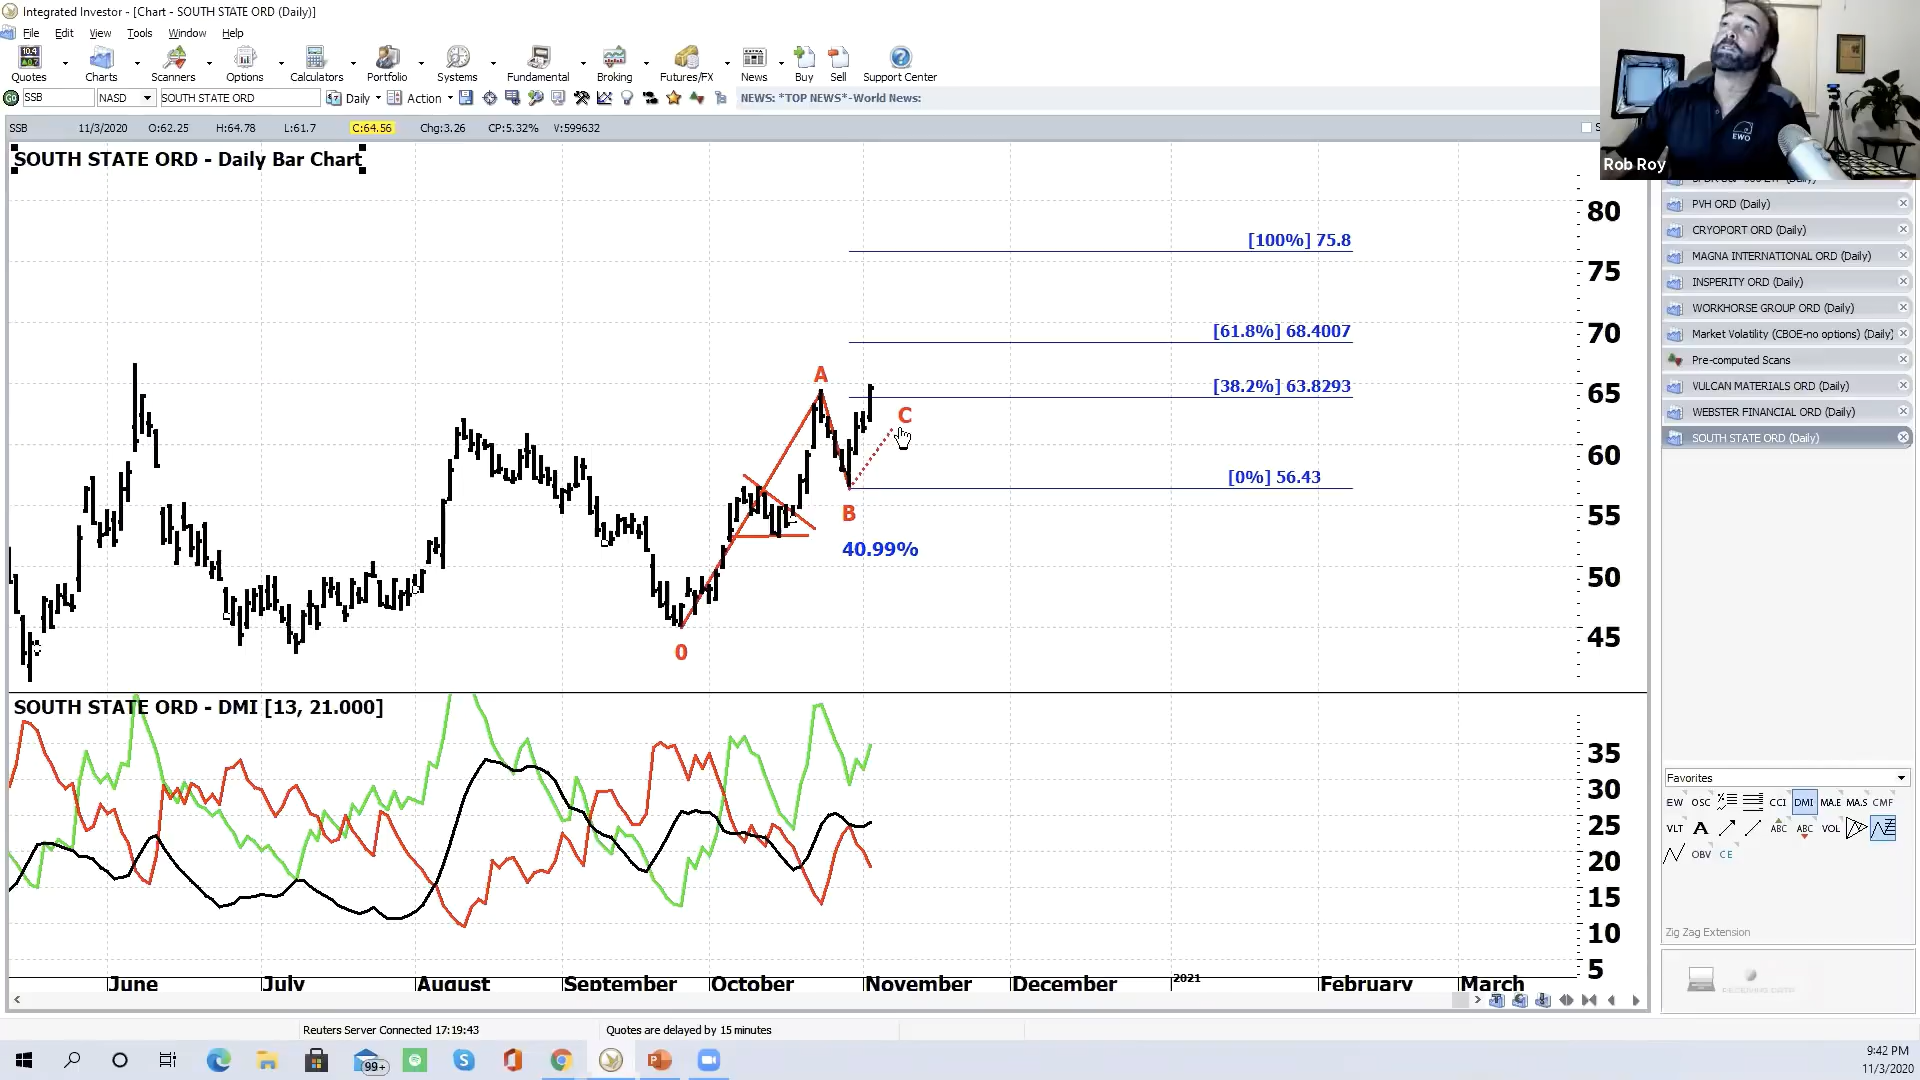 Integrated Investor - [Chart - SOUTH STATE ORD (Daily)]
File Edit View Tools Window Help
Quotes Charts Scanners Options Calculators Portfolio Systems Fundamental Broking Futures/FX News Buy Sell Support Center
SSB NASD SOUTH STATE ORD Daily Action NEWS: *TOP NEWS*-World News:
SSB 11/3/2020 O:62.25 H:64.78 L:61.7 C:64.56 Chg:3.26 CP:5.32% V:599632
EWO
Rob Roy
SOUTH STATE ORD - Daily Bar Chart
80
[100%] 75.8
75
70
[61.8%] 68.4007
65
[38.2%] 63.8293
A
C
60
[0%] 56.43
55
B
40.99%
50
45
0
SOUTH STATE ORD - DMI [13, 21.000]
35
30
25
20
15
10
5
June July August September October November December 2021 February March
PVH ORD (Daily)
CRYOPORT ORD (Daily)
MAGNA INTERNATIONAL ORD (Daily)
INSPERITY ORD (Daily)
WORKHORSE GROUP ORD (Daily)
Market Volatility (CBOE-no options) (Daily)
Pre-computed Scans
VULCAN MATERIALS ORD (Daily)
WEBSTER FINANCIAL ORD (Daily)
SOUTH STATE ORD (Daily)
Favorites
EW OSC CCI DMI MA.E MA.S CMF
VLT A ABC ABC VOL
OBV CE
Zig Zag Extension
Reuters Server Connected 17:19:43 Quotes are delayed by 15 minutes
99+
9:42 PM
11/3/2020